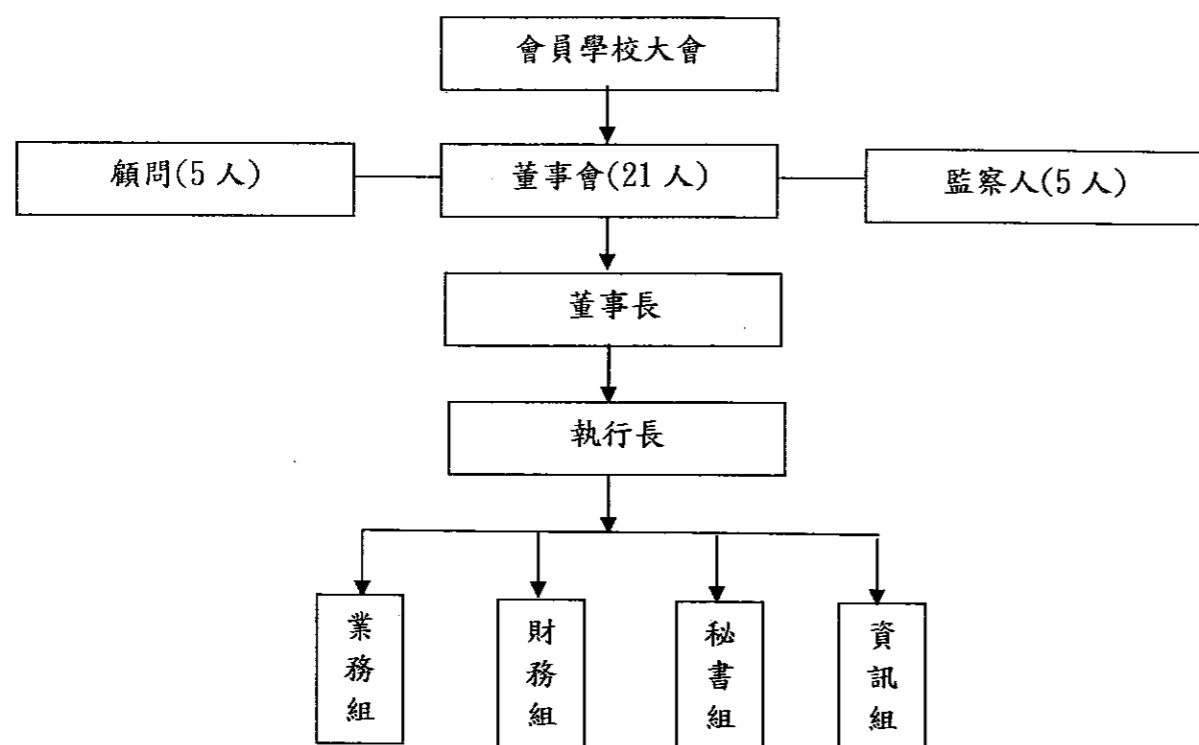 會員學校大會
顧問(5人)
董事會(21人)
監察人(5人)
董事長
執行長
業務組
財務組
秘書組
資訊組